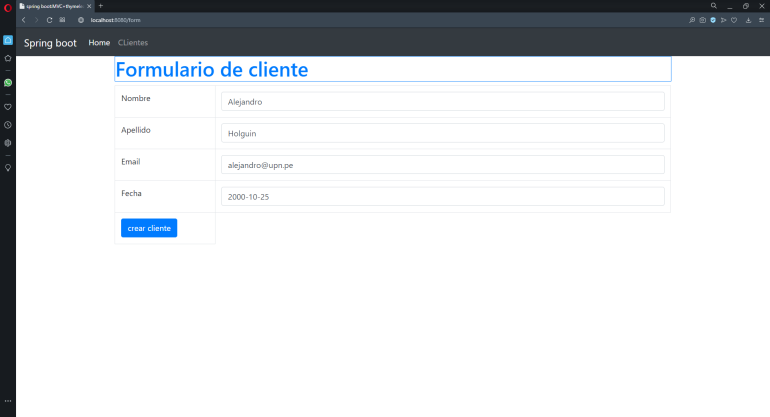 spring bootMVC+thymele
localhost:8080/form
Spring boot Home CLientes
Formulario de cliente
Nombre Alejandro
Apellido Holguin
Email alejandro@upn.pe
Fecha 2000-10-25
crear cliente